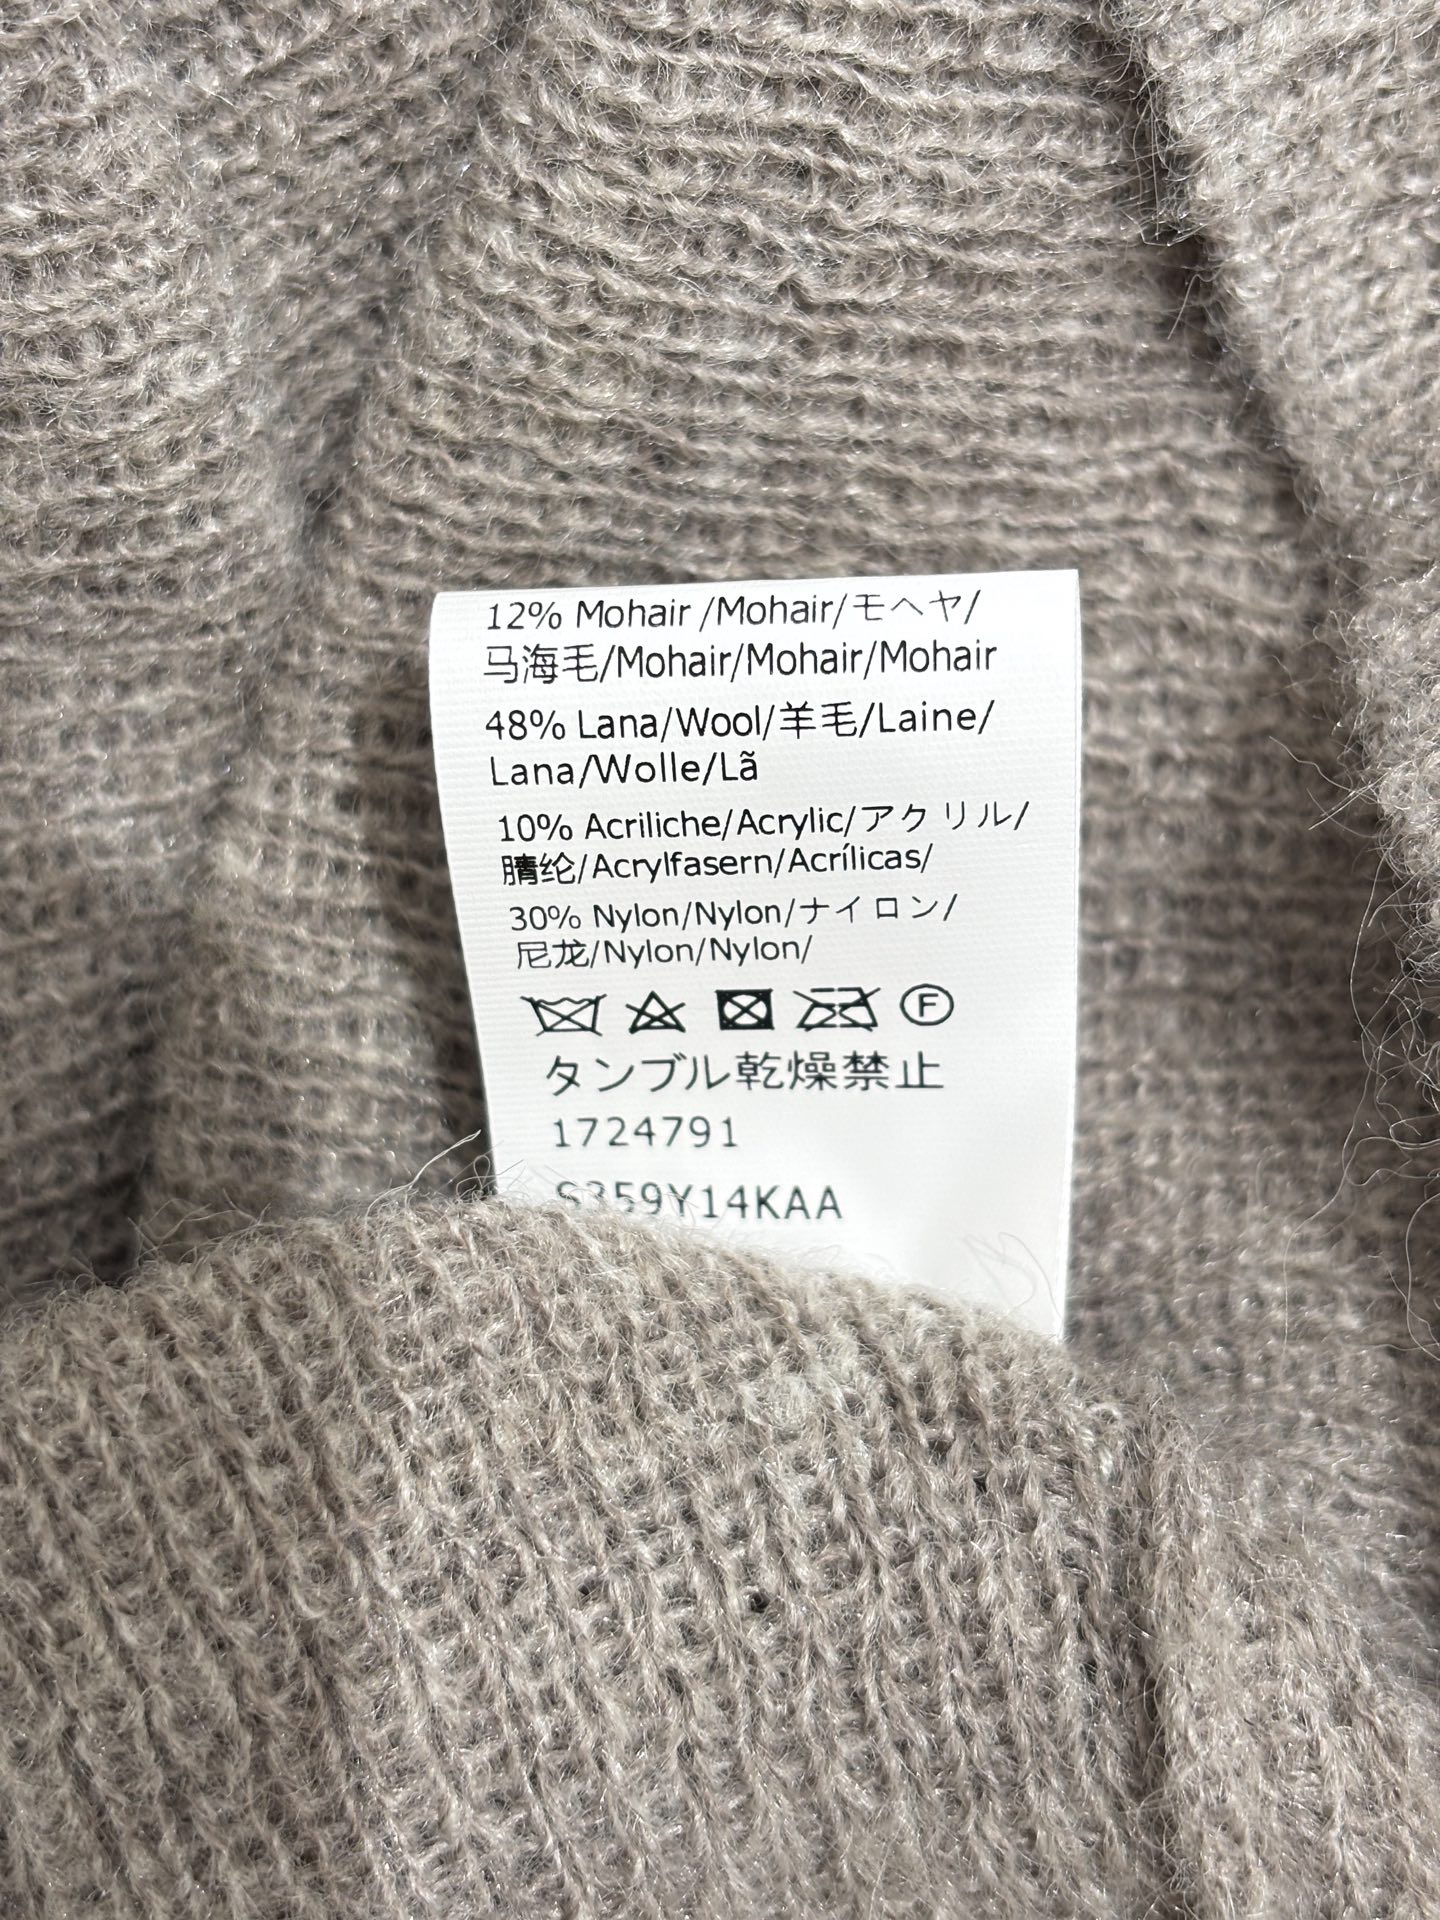 12% Mohair /Mohair/モヘヤ/
马海毛/Mohair/Mohair/Mohair
48% Lana/Wool/羊毛/Laine/
Lana/Wolle/Lã
10% Acriliche/Acrylic/アクリル/
腈纶/Acrylfasern/Acrílicas/
30% Nylon/Nylon/ナイロン/
尼龙/Nylon/Nylon/
F
タンブル乾燥禁止
1724791
S359Y14KAA